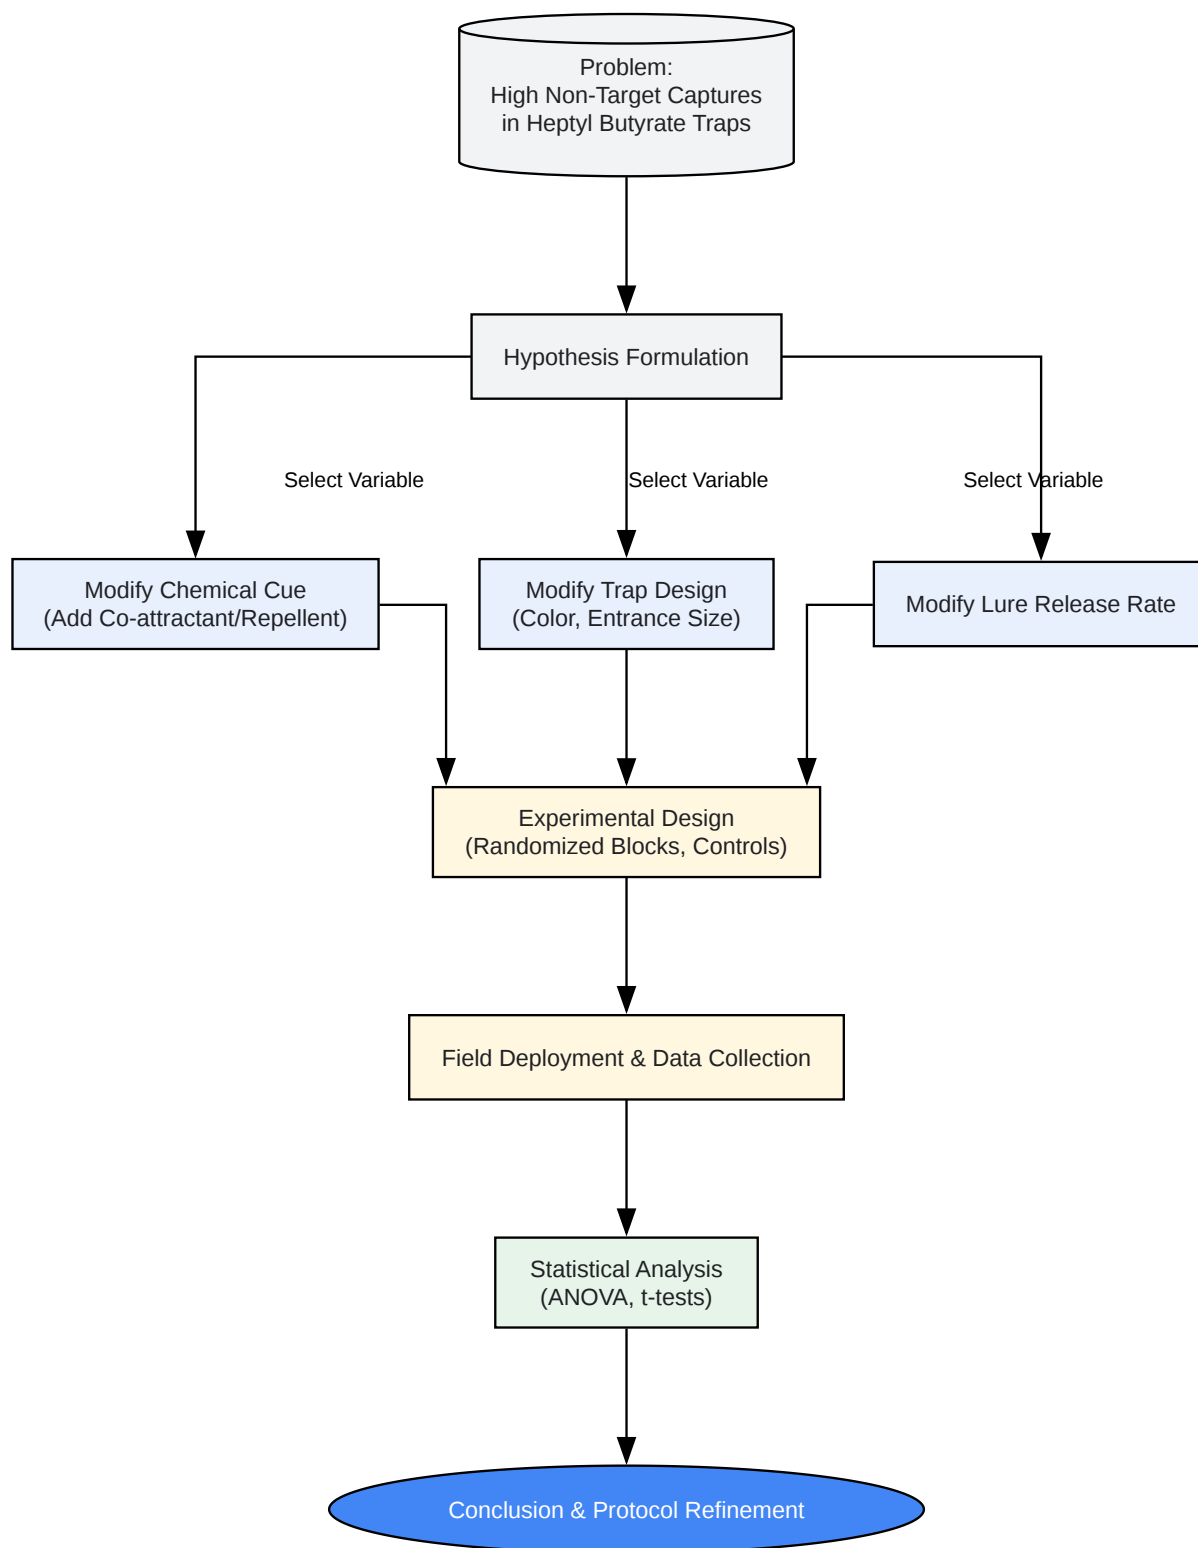 Problem:
High Non-Target Captures
in Heptyl Butyrate Traps
Hypothesis Formulation
Select Variable
Select Variable
Select Variable
Modify Chemical Cue
(Add Co-attractant/Repellent)
Modify Trap Design
(Color, Entrance Size)
Modify Lure Release Rate
Experimental Design
(Randomized Blocks, Controls)
Field Deployment & Data Collection
Statistical Analysis
(ANOVA, t-tests)
Conclusion & Protocol Refinement